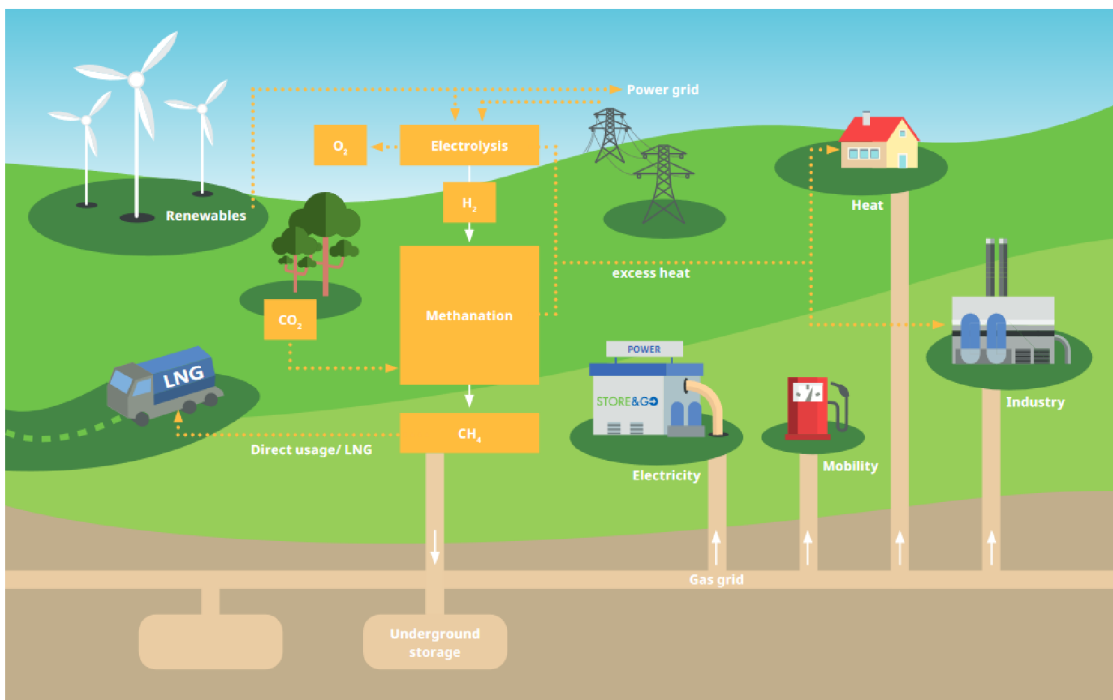 Power grid
O₂
Electrolysis
H₂
Renewables
Heat
excess heat
CO₂
Methanation
POWER
LNG
STORE&GO
Industry
CH₄
Direct usage/ LNG
Electricity
Mobility
Gas grid
Underground
storage